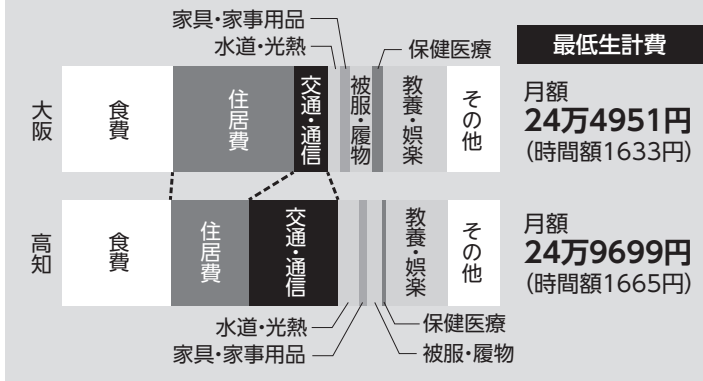 家具・家事用品
水道・光熱
保健医療
最低生計費
大阪
食費
住居費
交通・通信
被服・履物
教養・娯楽
その他
月額
24万4951円
(時間額1633円)
高知
食費
住居費
交通・通信
教養・娯楽
その他
月額
24万9699円
(時間額1665円)
水道・光熱
保健医療
家具・家事用品
被服・履物